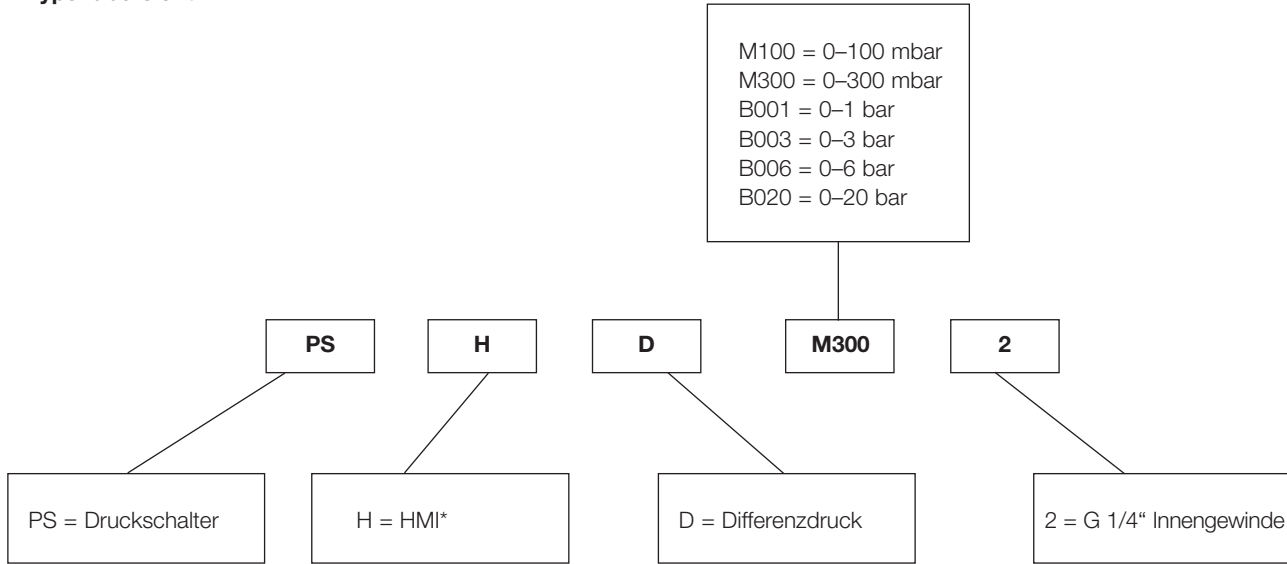 M100 = 0–100 mbar
M300 = 0–300 mbar
B001 = 0–1 bar
B003 = 0–3 bar
B006 = 0–6 bar
B020 = 0–20 bar
PS H D M300 2
PS = Druckschalter
H = HMI*
D = Differenzdruck
2 = G 1/4“ Innengewinde